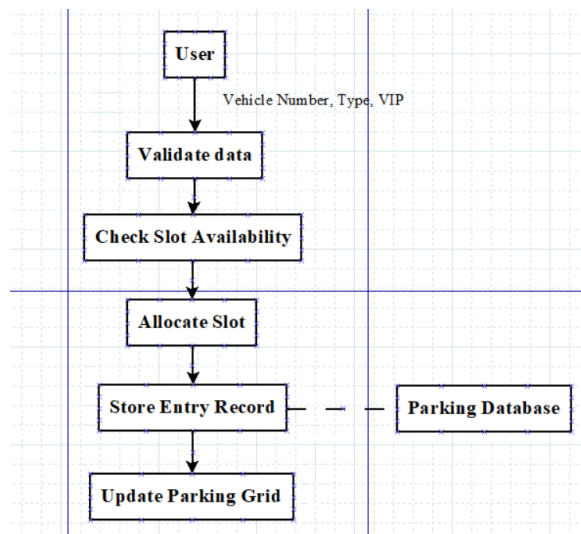 User
Vehicle Number, Type, VIP
Validate data
Check Slot Availability
Allocate Slot
Store Entry Record
Parking Database
Update Parking Grid